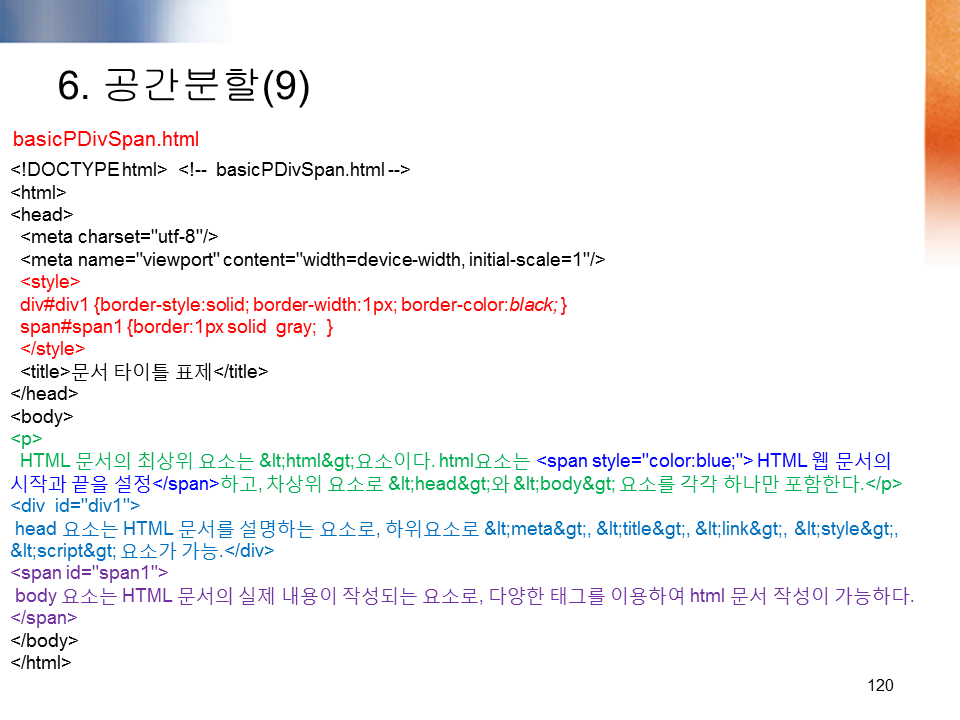 6. 공간분할(9)
basicPDivSpan.html
<!DOCTYPE html> <!-- basicPDivSpan.html -->
<html>
<head>
<meta charset="utf-8"/>
<meta name="viewport" content="width=device-width, initial-scale=1"/>
<style>
div#div1 {border-style:solid; border-width:1px; border-color:black; }
span#span1 {border:1px solid gray; }
</style>
<title>문서 타이틀 표제</title>
</head>
<body>
<p>
HTML 문서의 최상위 요소는 &lt;html&gt;요소이다. html요소는 <span style="color:blue;"> HTML 웹 문서의
시작과 끝을 설정</span>하고, 차상위 요소로 &lt;head&gt;와 &lt;body&gt; 요소를 각각 하나만 포함한다.</p>
<div id="div1">
head 요소는 HTML 문서를 설명하는 요소로, 하위요소로 &lt;meta&gt;, &lt;title&gt;, &lt;link&gt;, &lt;style&gt;,
&lt;script&gt; 요소가 가능.</div>
<span id="span1">
body 요소는 HTML 문서의 실제 내용이 작성되는 요소로, 다양한 태그를 이용하여 html 문서 작성이 가능하다.
</span>
</body>
</html>
120